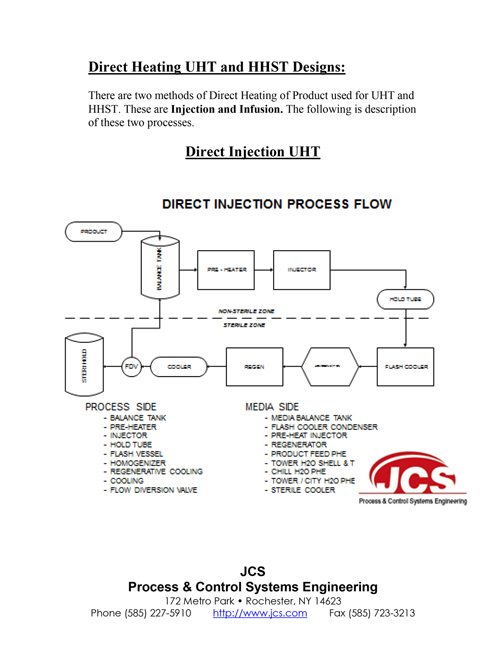 Direct Heating UHT and HHST Designs:
There are two methods of Direct Heating of Product used for UHT and
HHST. These are Injection and Infusion. The following is description
of these two processes.
Direct Injection UHT
DIRECT INJECTION PROCESS FLOW
PRODUCT
BALANCE TANK
PRE - HEATER
INJECTOR
HOLD TUBE
NON-STERILE ZONE
STERILE ZONE
STERI HOLD
FDV
COOLER
REGEN
FLASH COOLER
PROCESS SIDE
- BALANCE TANK
- PRE-HEATER
- INJECTOR
- HOLD TUBE
- FLASH VESSEL
- HOMOGENIZER
- REGENERATIVE COOLING
- COOLING
- FLOW DIVERSION VALVE
MEDIA SIDE
- MEDIA BALANCE TANK
- FLASH COOLER CONDENSER
- PRE-HEAT INJECTOR
- REGENERATOR
- PRODUCT FEED PHE
- TOWER H2O SHELL & T
- CHILL H2O PHE
- TOWER / CITY H2O PHE
- STERILE COOLER
JCS
Process & Control Systems Engineering
JCS
Process & Control Systems Engineering
172 Metro Park • Rochester, NY 14623
Phone (585) 227-5910 http://www.jcs.com Fax (585) 723-3213